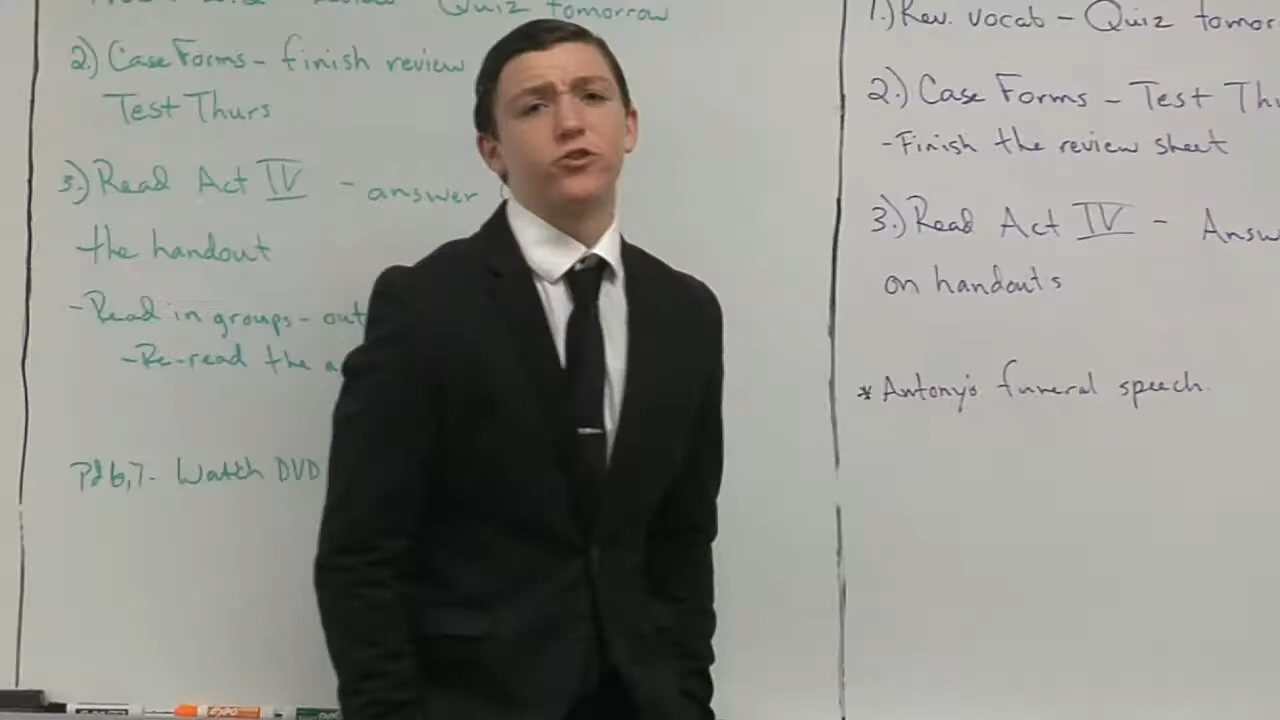 Quiz tomorrow
2.) Case Forms - finish review
Test Thurs
3.) Read Act IV - answer
the handout
- Read in groups - out
- Re-read the
Pd 6,7. Watch DVD
1.) Rev. vocab - Quiz tomor
2.) Case Forms - Test Th
- Finish the review sheet
3.) Read Act IV - Answ
on handouts
* Antony's funeral speech.
EXPO